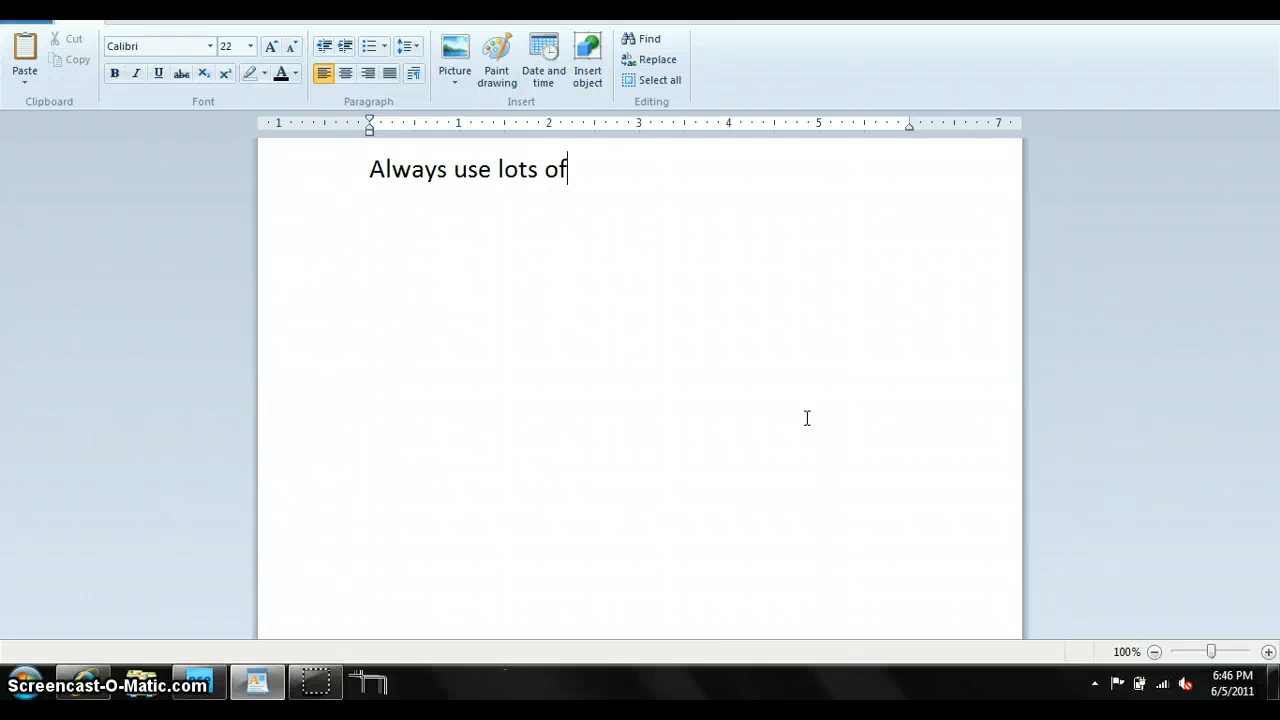 Cut
Calibri 22
Paste Copy
B I U abc X₂ X² A
Clipboard Font Paragraph
Picture Paint drawing Date and time Insert object
Insert
Find
Replace
Select all
Editing
1 1 2 3 4 5 7
Always use lots of
100%
Screencast-O-Matic.com
6:46 PM
6/5/2011